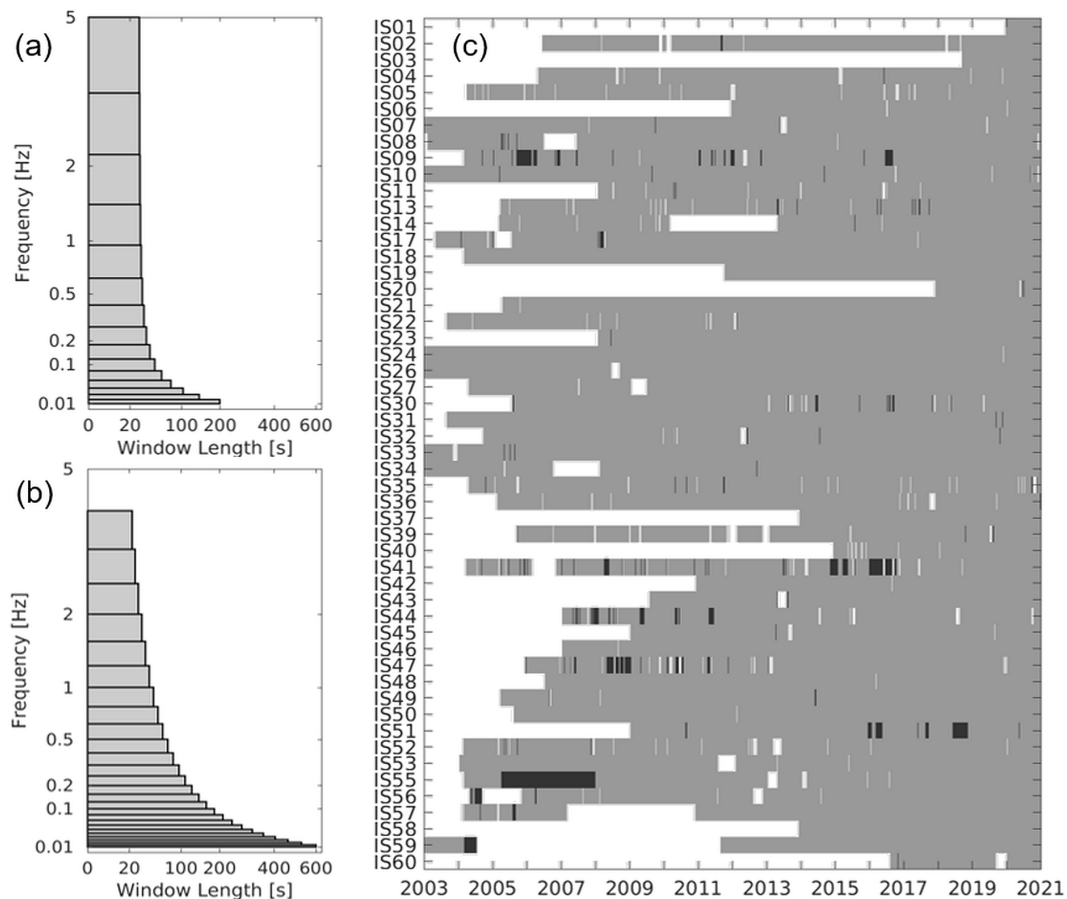 (a)
5
2
1
0.5
0.2
0.1
0.01
Frequency [Hz]
0 20 100 200 400 600
Window Length [s]
(b)
5
2
1
0.5
0.2
0.1
0.01
Frequency [Hz]
0 20 100 200 400 600
Window Length [s]
(c)
IS01
IS02
IS03
IS04
IS05
IS06
IS07
IS08
IS09
IS10
IS11
IS13
IS14
IS17
IS18
IS19
IS20
IS21
IS22
IS23
IS24
IS26
IS27
IS30
IS31
IS32
IS33
IS34
IS35
IS36
IS37
IS39
IS40
IS41
IS42
IS43
IS44
IS45
IS46
IS47
IS48
IS49
IS50
IS51
IS52
IS53
IS55
IS56
IS57
IS58
IS59
IS60
2003 2005 2007 2009 2011 2013 2015 2017 2019 2021